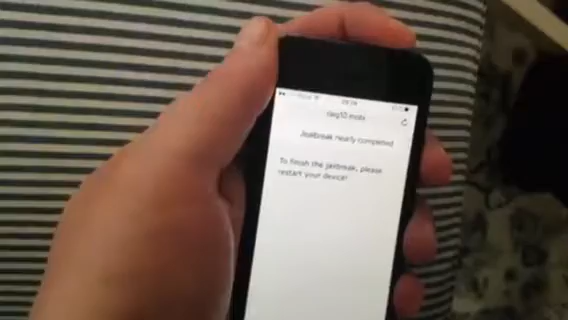 Jailbreak nearly completed
To finish the jailbreak, please
restart your device!